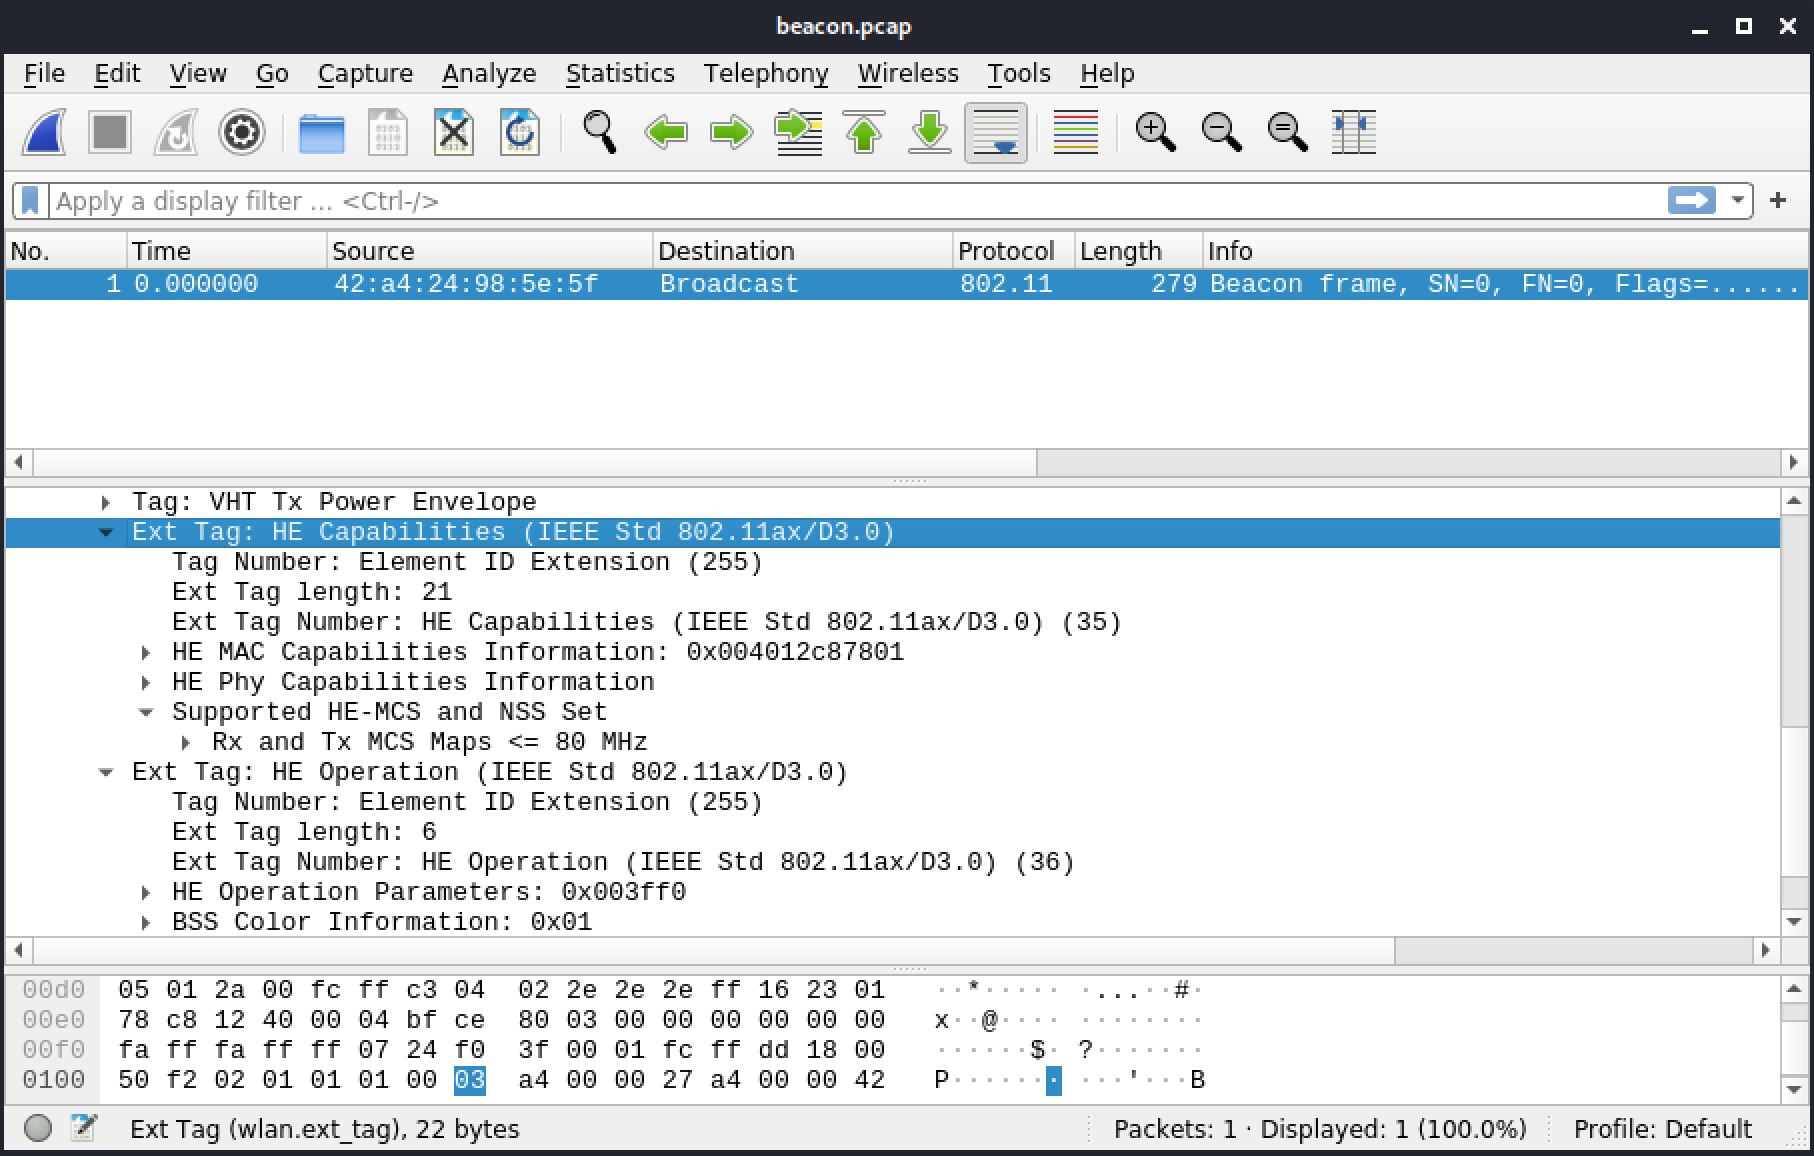 beacon.pcap
File Edit View Go Capture Analyze Statistics Telephony Wireless Tools Help
Apply a display filter ... <Ctrl-/>
+
No. Time Source Destination Protocol Length Info
1 0.000000 42:a4:24:98:5e:5f Broadcast 802.11 279 Beacon frame, SN=0, FN=0, Flags=......
Tag: VHT Tx Power Envelope
Ext Tag: HE Capabilities (IEEE Std 802.11ax/D3.0)
Tag Number: Element ID Extension (255)
Ext Tag length: 21
Ext Tag Number: HE Capabilities (IEEE Std 802.11ax/D3.0) (35)
HE MAC Capabilities Information: 0x004012c87801
HE Phy Capabilities Information
Supported HE-MCS and NSS Set
Rx and Tx MCS Maps <= 80 MHz
Ext Tag: HE Operation (IEEE Std 802.11ax/D3.0)
Tag Number: Element ID Extension (255)
Ext Tag length: 6
Ext Tag Number: HE Operation (IEEE Std 802.11ax/D3.0) (36)
HE Operation Parameters: 0x003ff0
BSS Color Information: 0x01
00d0 05 01 2a 00 fc ff c3 04 02 2e 2e 2e ff 16 23 01 ··*····· ·...··#·
00e0 78 c8 12 40 00 04 bf ce 80 03 00 00 00 00 00 00 x··@···· ········
00f0 fa ff fa ff ff 07 24 f0 3f 00 01 fc ff dd 18 00 ······$· ?·······
0100 50 f2 02 01 01 01 00 03 a4 00 00 27 a4 00 00 42 P······· ···'···B
Ext Tag (wlan.ext_tag), 22 bytes Packets: 1 · Displayed: 1 (100.0%) Profile: Default